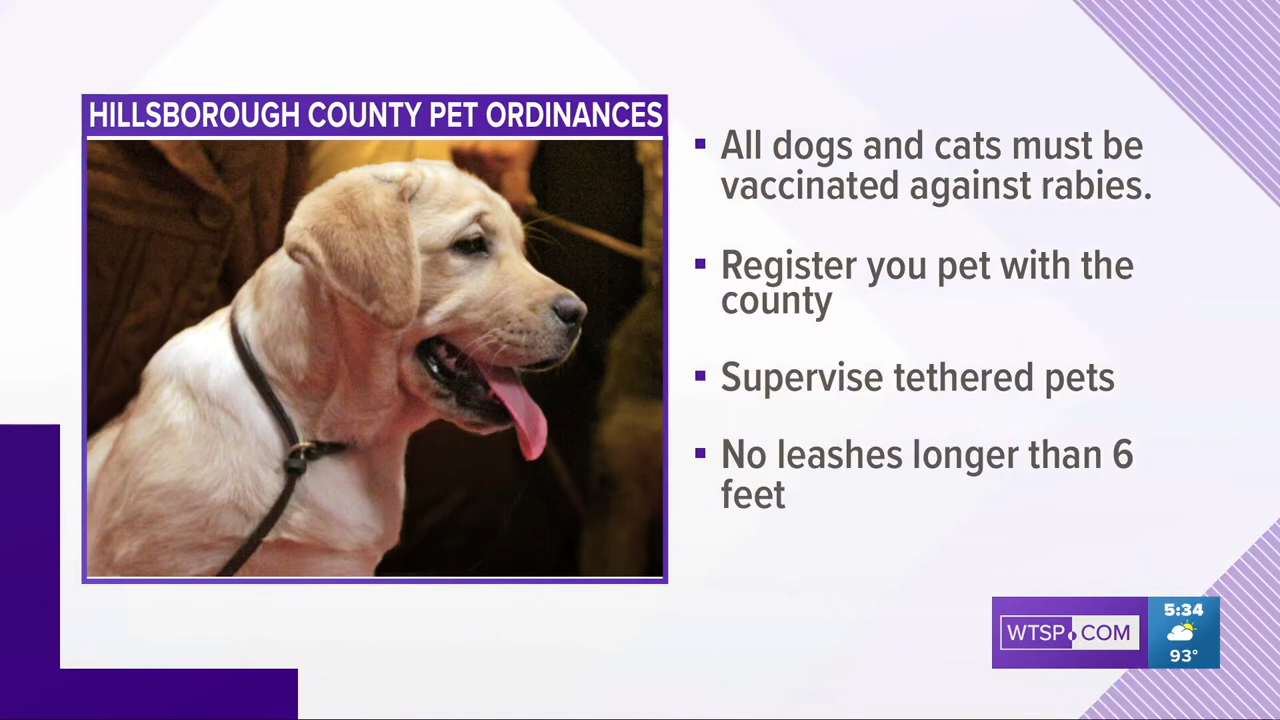 HILLSBOROUGH COUNTY PET ORDINANCES
▪ All dogs and cats must be
vaccinated against rabies.
▪ Register you pet with the
county
▪ Supervise tethered pets
▪ No leashes longer than 6
feet
WTSP.COM
5:34
93°